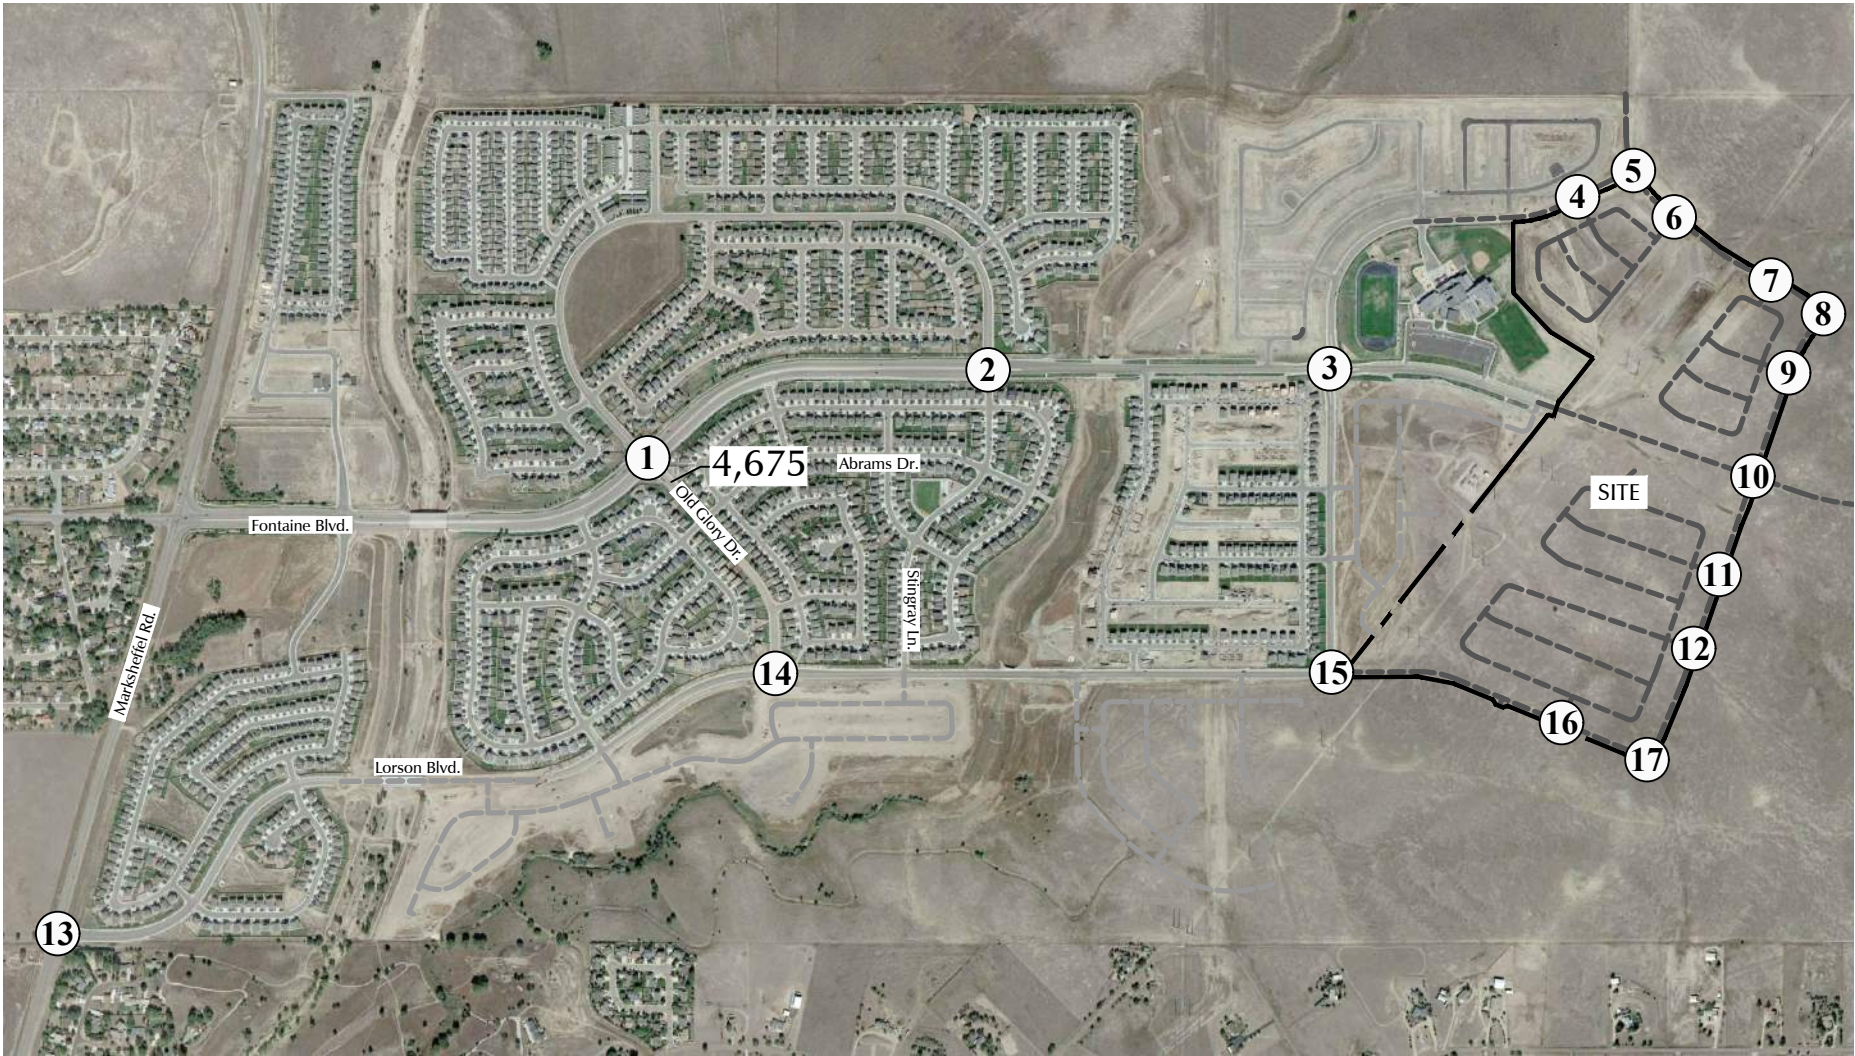 5
4
6
7
8
2
3
9
1
4,675
Abrams Dr.
10
SITE
Old Glory Dr.
Fontaine Blvd.
11
Stingray Ln.
12
Marksheffel Rd.
14
15
16
17
Lorson Blvd.
13